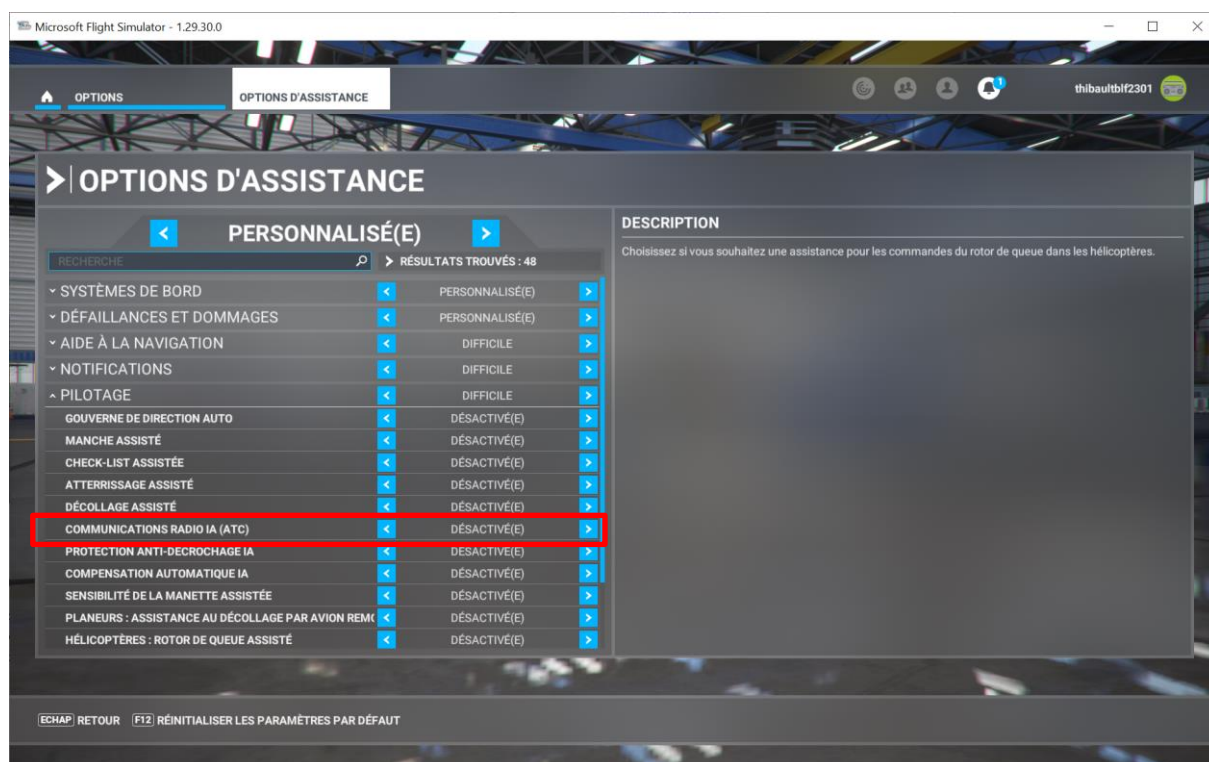 Microsoft Flight Simulator - 1.29.30.0
OPTIONS
OPTIONS D'ASSISTANCE
1
thibaultblf2301
OPTIONS D'ASSISTANCE
PERSONNALISÉ(E)
RECHERCHE
RÉSULTATS TROUVÉS : 48
SYSTÈMES DE BORD PERSONNALISÉ(E)
DÉFAILLANCES ET DOMMAGES PERSONNALISÉ(E)
AIDE À LA NAVIGATION DIFFICILE
NOTIFICATIONS DIFFICILE
PILOTAGE DIFFICILE
GOUVERNE DE DIRECTION AUTO DÉSACTIVÉ(E)
MANCHE ASSISTÉ DÉSACTIVÉ(E)
CHECK-LIST ASSISTÉE DÉSACTIVÉ(E)
ATTERRISSAGE ASSISTÉ DÉSACTIVÉ(E)
DÉCOLLAGE ASSISTÉ DÉSACTIVÉ(E)
COMMUNICATIONS RADIO IA (ATC) DÉSACTIVÉ(E)
PROTECTION ANTI-DÉCROCHAGE IA DÉSACTIVÉ(E)
COMPENSATION AUTOMATIQUE IA DÉSACTIVÉ(E)
SENSIBILITÉ DE LA MANETTE ASSISTÉE DÉSACTIVÉ(E)
PLANEURS : ASSISTANCE AU DÉCOLLAGE PAR AVION REMO DÉSACTIVÉ(E)
HÉLICOPTÈRES : ROTOR DE QUEUE ASSISTÉ DÉSACTIVÉ(E)
DESCRIPTION
Choisissez si vous souhaitez une assistance pour les commandes du rotor de queue dans les hélicoptères.
ECHAP RETOUR F12 RÉINITIALISER LES PARAMÈTRES PAR DÉFAUT